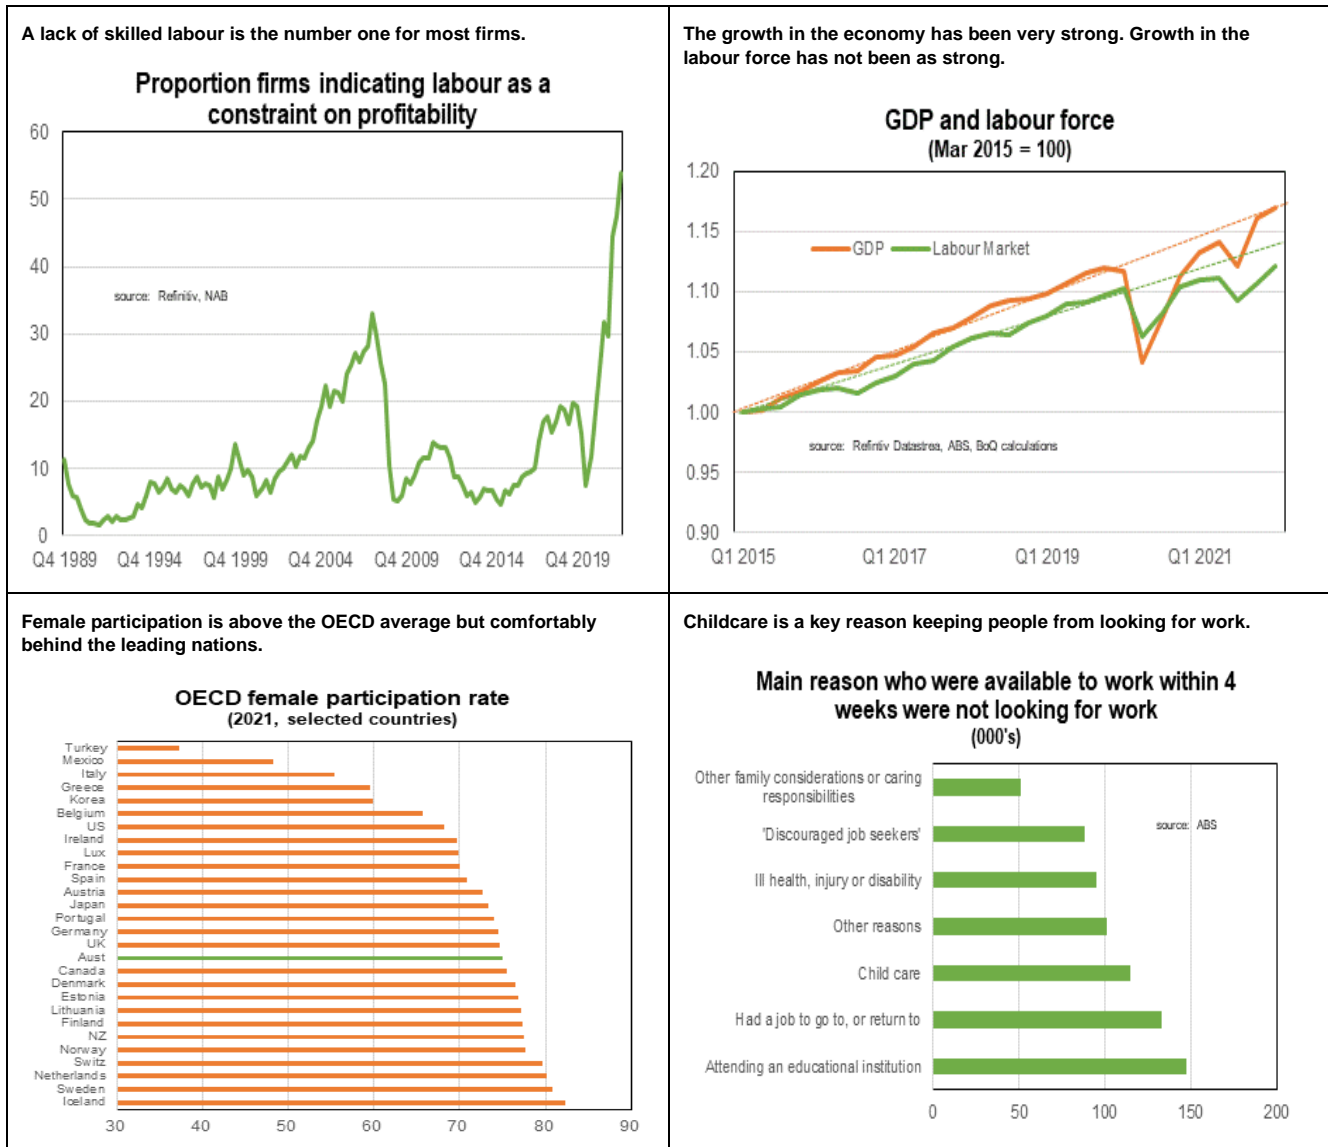 A lack of skilled labour is the number one for most firms.
Proportion firms indicating labour as a
constraint on profitability
60
50
40
30
20
10
0
source: Refinitiv, NAB
Q4 1989 Q4 1994 Q4 1999 Q4 2004 Q4 2009 Q4 2014 Q4 2019
The growth in the economy has been very strong. Growth in the
labour force has not been as strong.
GDP and labour force
(Mar 2015 = 100)
1.20
1.15
1.10
1.05
1.00
0.95
0.90
GDP Labour Market
source: Refintiv Datastrea, ABS, BoQ calculations
Q1 2015 Q1 2017 Q1 2019 Q1 2021
Female participation is above the OECD average but comfortably
behind the leading nations.
OECD female participation rate
(2021, selected countries)
Turkey
Mexico
Italy
Greece
Korea
Belgium
US
Ireland
Lux
France
Spain
Austria
Japan
Portugal
Germany
UK
Aust
Canada
Denmark
Estonia
Lithuania
Finland
NZ
Norway
Switz
Netherlands
Sweden
Iceland
30 40 50 60 70 80 90
Childcare is a key reason keeping people from looking for work.
Main reason who were available to work within 4
weeks were not looking for work
(000's)
Other family considerations or caring
responsibilities
'Discouraged job seekers'
Ill health, injury or disability
Other reasons
Child care
Had a job to go to, or return to
Attending an educational institution
source: ABS
0 50 100 150 200